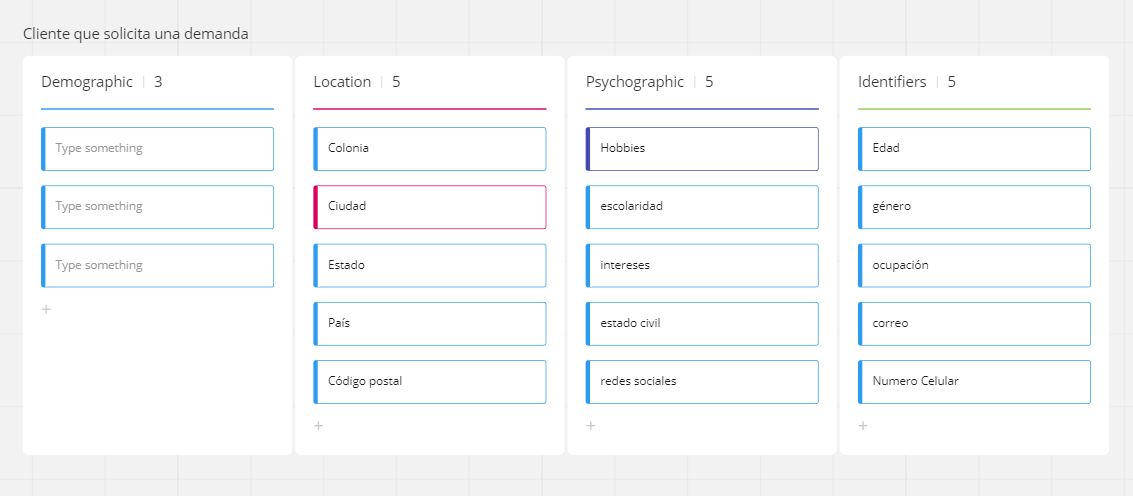 Cliente que solicita una demanda
Demographic 3
Type something
Type something
Type something
+
Location 5
Colonia
Ciudad
Estado
País
Código postal
+
Psychographic 5
Hobbies
escolaridad
intereses
estado civil
redes sociales
+
Identifiers 5
Edad
género
ocupación
correo
Numero Celular
+